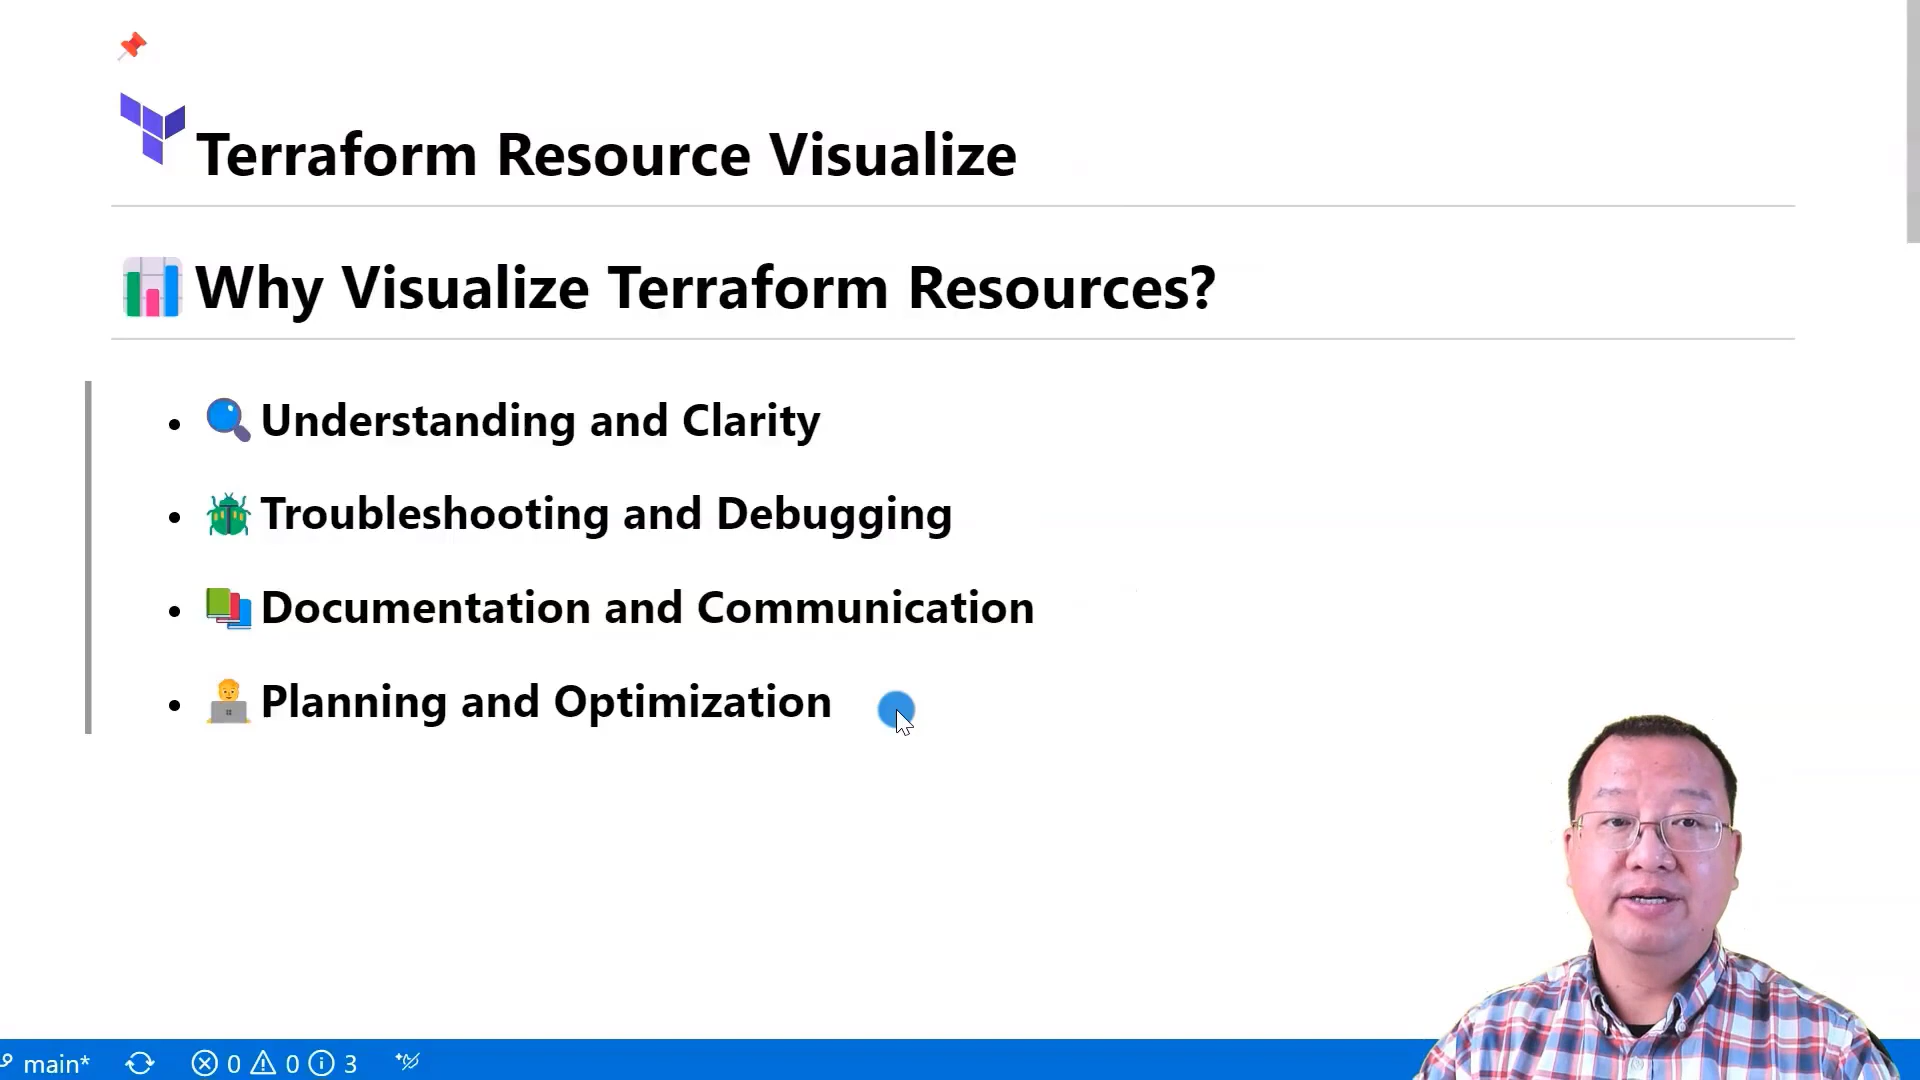 Terraform Resource Visualize
Why Visualize Terraform Resources?
• Understanding and Clarity
• Troubleshooting and Debugging
• Documentation and Communication
• Planning and Optimization
main* 0 0 3